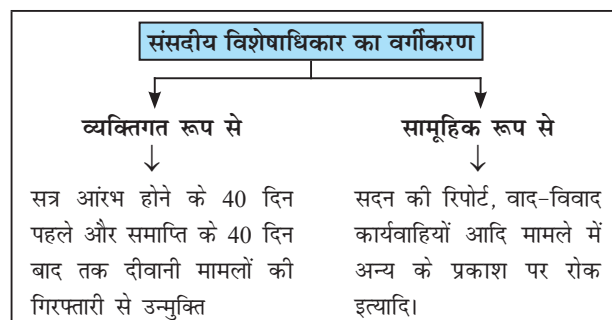 संसदीय विशेषाधिकार का वर्गीकरण
व्यक्तिगत रूप से
सामूहिक रूप से
सत्र आंरभ होने के 40 दिन
पहले और समाप्ति के 40 दिन
बाद तक दीवानी मामलों की
गिरफ्तारी से उन्मुक्ति
सदन की रिपोर्ट, वाद-विवाद
कार्यवाहियों आदि मामले में
अन्य के प्रकाश पर रोक
इत्यादि।